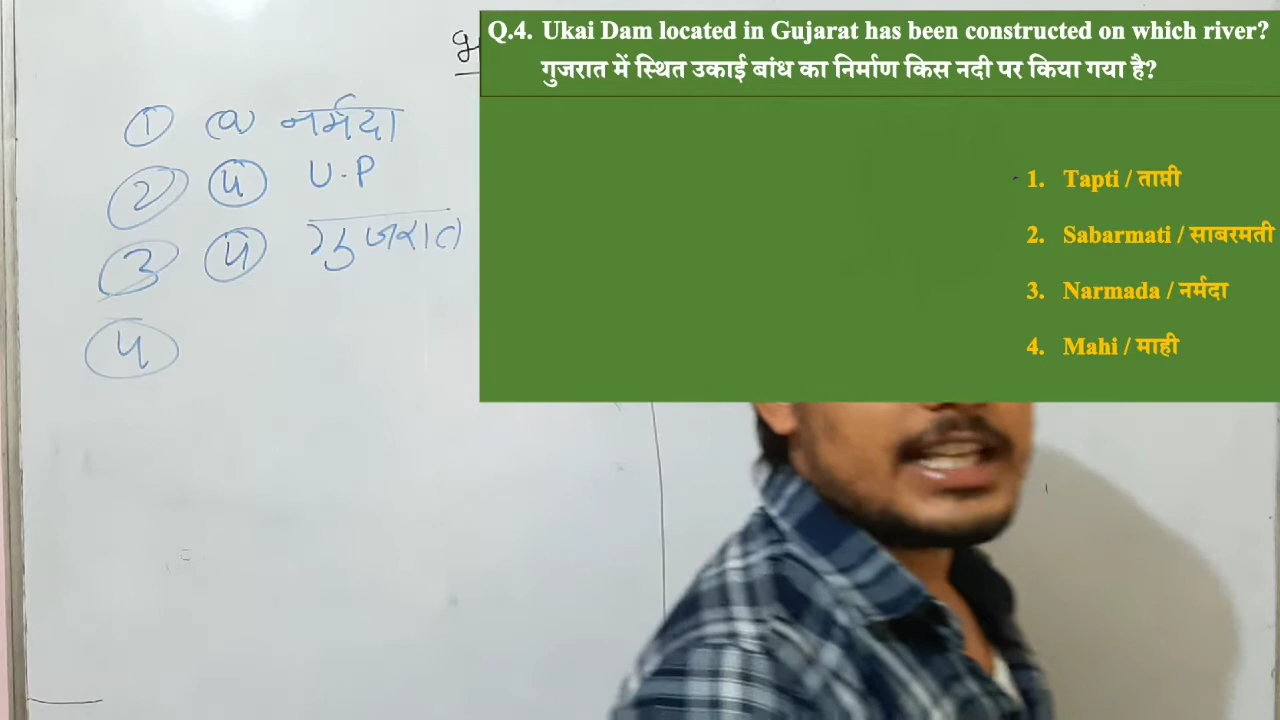 Q.4. Ukai Dam located in Gujarat has been constructed on which river?
गुजरात में स्थित उकाई बांध का निर्माण किस नदी पर किया गया है?
1. Tapti / ताप्ती
2. Sabarmati / साबरमती
3. Narmada / नर्मदा
4. Mahi / माही
1 (a) नर्मदा
2 4 U.P
3 4 गुजरात
4